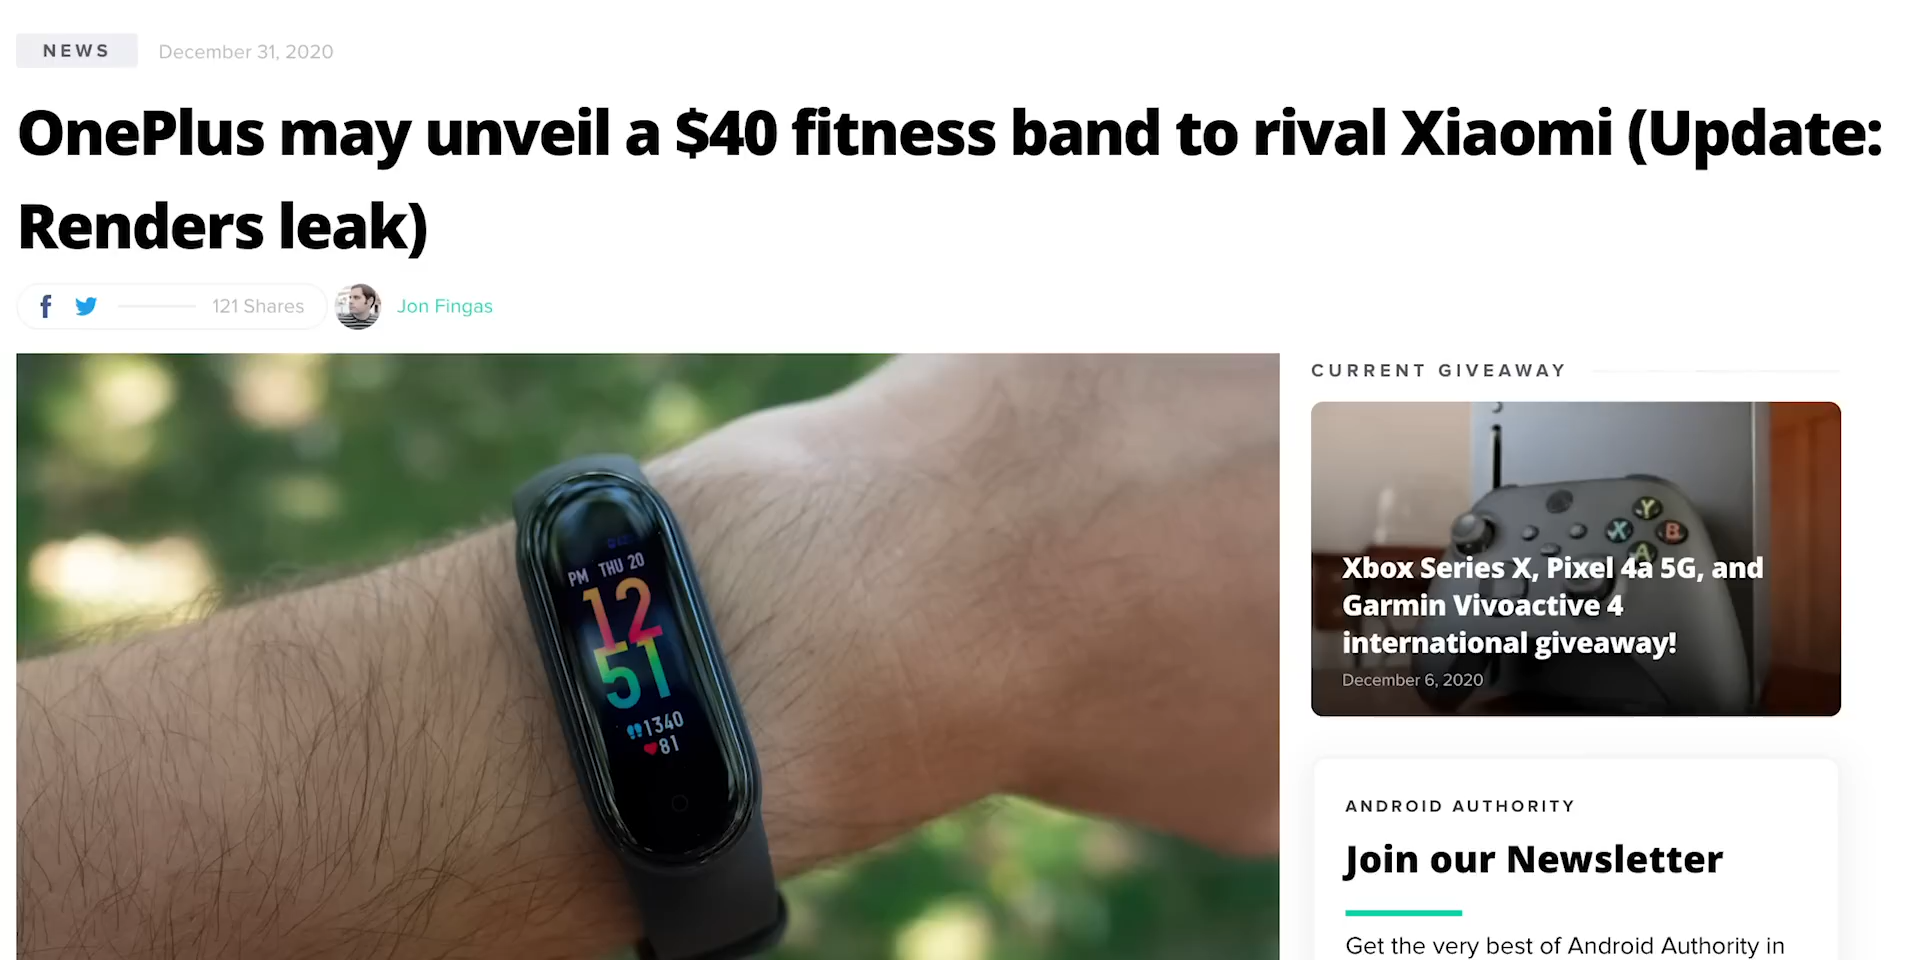 NEWS December 31, 2020
OnePlus may unveil a $40 fitness band to rival Xiaomi (Update:
Renders leak)
121 Shares Jon Fingas
PM THU 20
12
51
1340
81
CURRENT GIVEAWAY
Y
X B
A
Xbox Series X, Pixel 4a 5G, and
Garmin Vivoactive 4
international giveaway!
December 6, 2020
ANDROID AUTHORITY
Join our Newsletter
Get the very best of Android Authority in